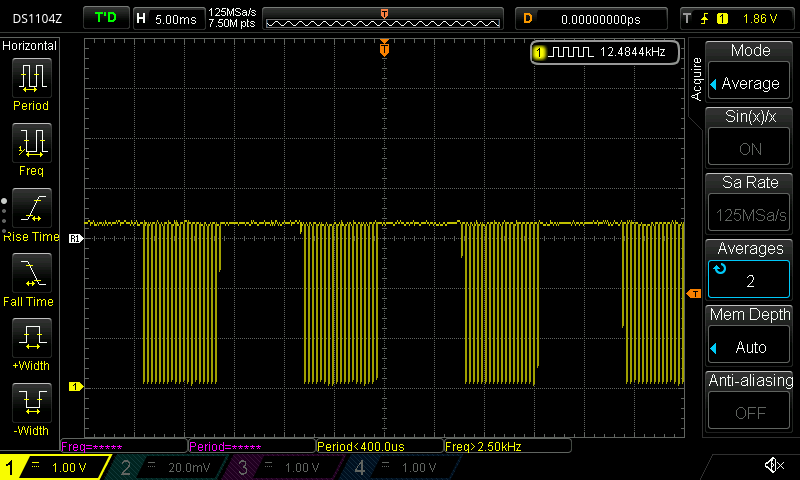 DS1104Z T'D H 5.00ms 125MSa/s 7.50M pts T D 0.00000000ps T 1 1.86 V
Horizontal
Period
Freq
Rise Time
Fall Time
+Width
-Width
T
1 12.4844kHz
R1
1
T
Acquire
Mode
Average
Sin(x)/x
ON
Sa Rate
125MSa/s
Averages
2
Mem Depth
Auto
Anti-aliasing
OFF
Freq=***** Period=***** Period<400.0us Freq>2.50kHz
1 1.00 V 2 20.0mV 3 1.00 V 4 1.00 V